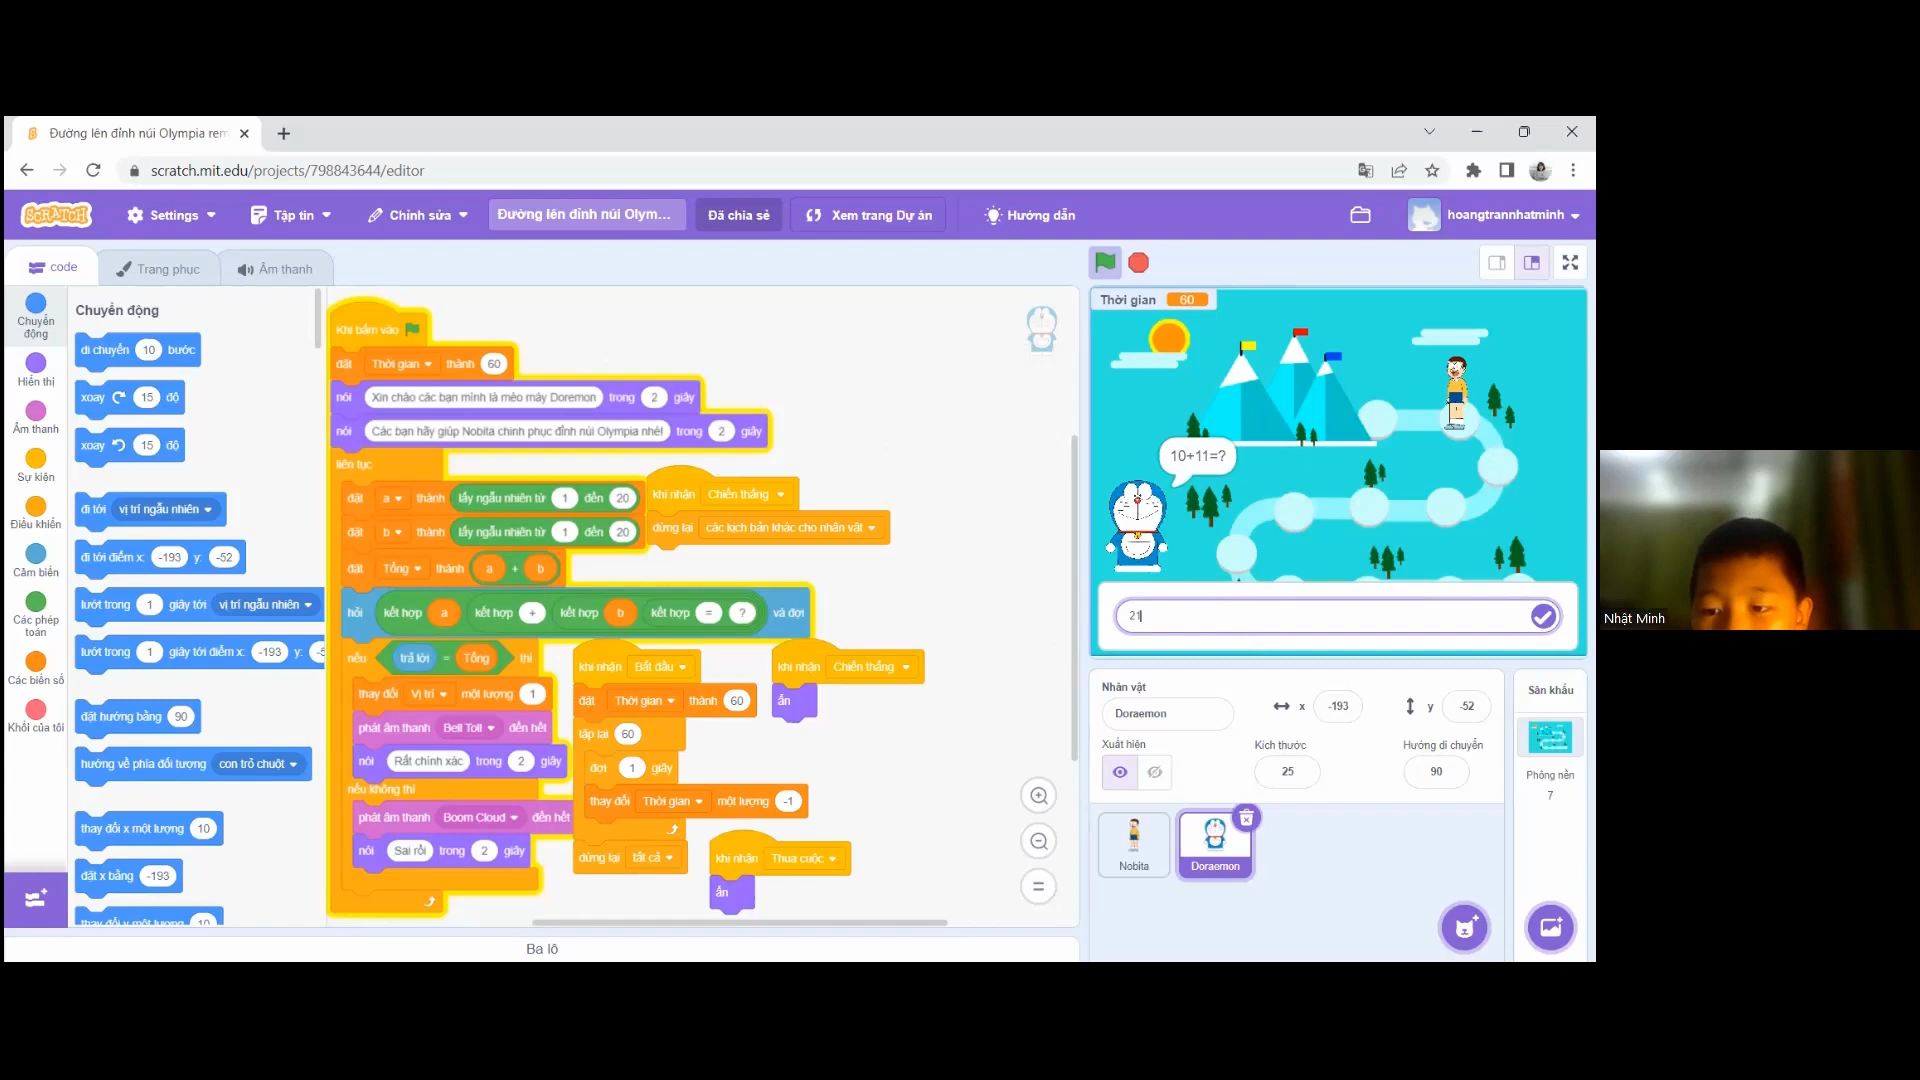 Đường lên đỉnh núi Olympia rem
scratch.mit.edu/projects/798843644/editor
SCRATCH
Settings
Tập tin
Chỉnh sửa
Đường lên đỉnh núi Olym...
Đã chia sẻ
Xem trang Dự án
Hướng dẫn
hoangtrannhatminh
code
Trang phục
Âm thanh
Chuyển động
Hiển thị
Âm thanh
Sự kiện
Điều khiển
Cảm biến
Các phép toán
Các biến số
Khối của tôi
Chuyển động
di chuyển 10 bước
xoay 15 độ
xoay 15 độ
đi tới vị trí ngẫu nhiên
đi tới điểm x: -193 y: -52
lướt trong 1 giây tới vị trí ngẫu nhiên
lướt trong 1 giây tới điểm x: -193 y: -5
đặt hướng bằng 90
hướng về phía đối tượng con trỏ chuột
thay đổi x một lượng 10
đặt x bằng -193
thay đổi y một lượng 10
Khi bấm vào
đặt Thời gian thành 60
nói Xin chào các bạn mình là mèo máy Doremon trong 2 giây
nói Các bạn hãy giúp Nobita chinh phục đỉnh núi Olympia nhé! trong 2 giây
liên tục
đặt a thành lấy ngẫu nhiên từ 1 đến 20
đặt b thành lấy ngẫu nhiên từ 1 đến 20
đặt Tổng thành a + b
hỏi kết hợp a kết hợp + kết hợp b kết hợp = ? và đợi
nếu trả lời = Tổng thì
thay đổi Vị trí một lượng 1
phát âm thanh Bell Toll đến hết
nói Rất chính xác trong 2 giây
nếu không thì
phát âm thanh Boom Cloud đến hết
nói Sai rồi trong 2 giây
khi nhận Chiến thắng
dừng lại các kịch bản khác cho nhân vật
khi nhận Bắt đầu
đặt Thời gian thành 60
lặp lại 60
đợi 1 giây
thay đổi Thời gian một lượng -1
dừng lại tất cả
khi nhận Chiến thắng
ẩn
khi nhận Thua cuộc
ẩn
Ba lô
Thời gian 60
10+11=?
21
Nhân vật
Doraemon
x -193
y -52
Xuất hiện
Kích thước
25
Hướng di chuyển
90
Nobita
Doraemon
Sân khấu
Phông nền
7
Nhật Minh